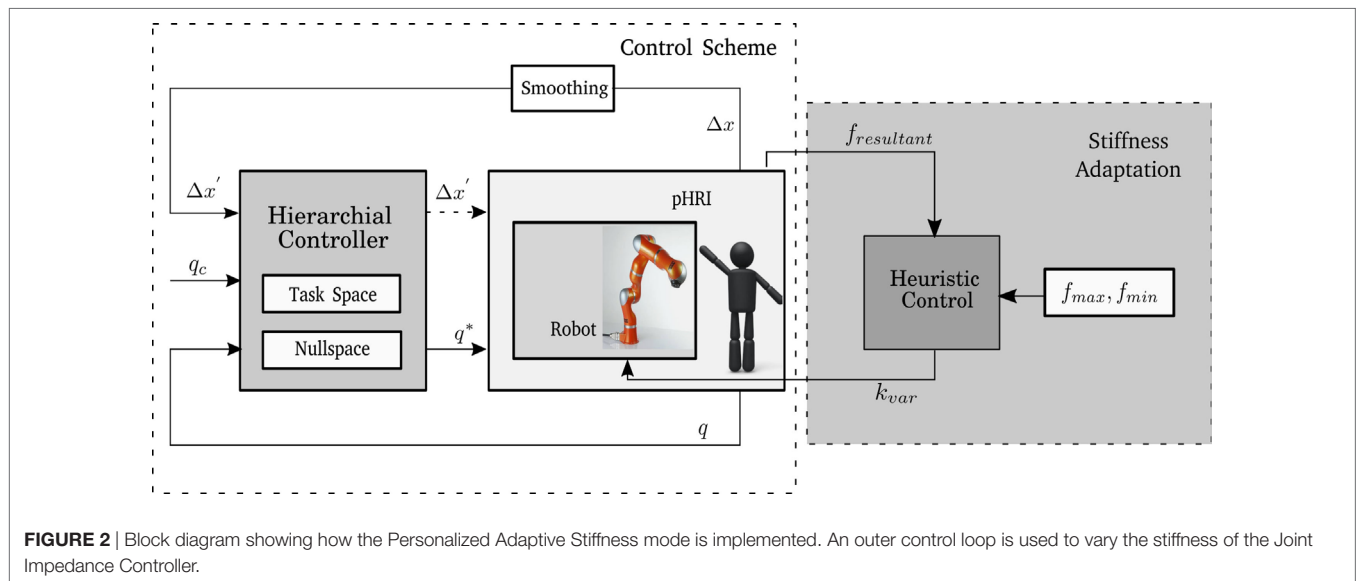 Control Scheme
Smoothing
Δx
f_resultant
Stiffness
Adaptation
Δx′
Δx′
pHRI
Hierarchial
Controller
q_c
Task Space
Heuristic
Control
f_max, f_min
Robot
q*
Nullspace
k_var
q
FIGURE 2 | Block diagram showing how the Personalized Adaptive Stiffness mode is implemented. An outer control loop is used to vary the stiffness of the Joint
Impedance Controller.